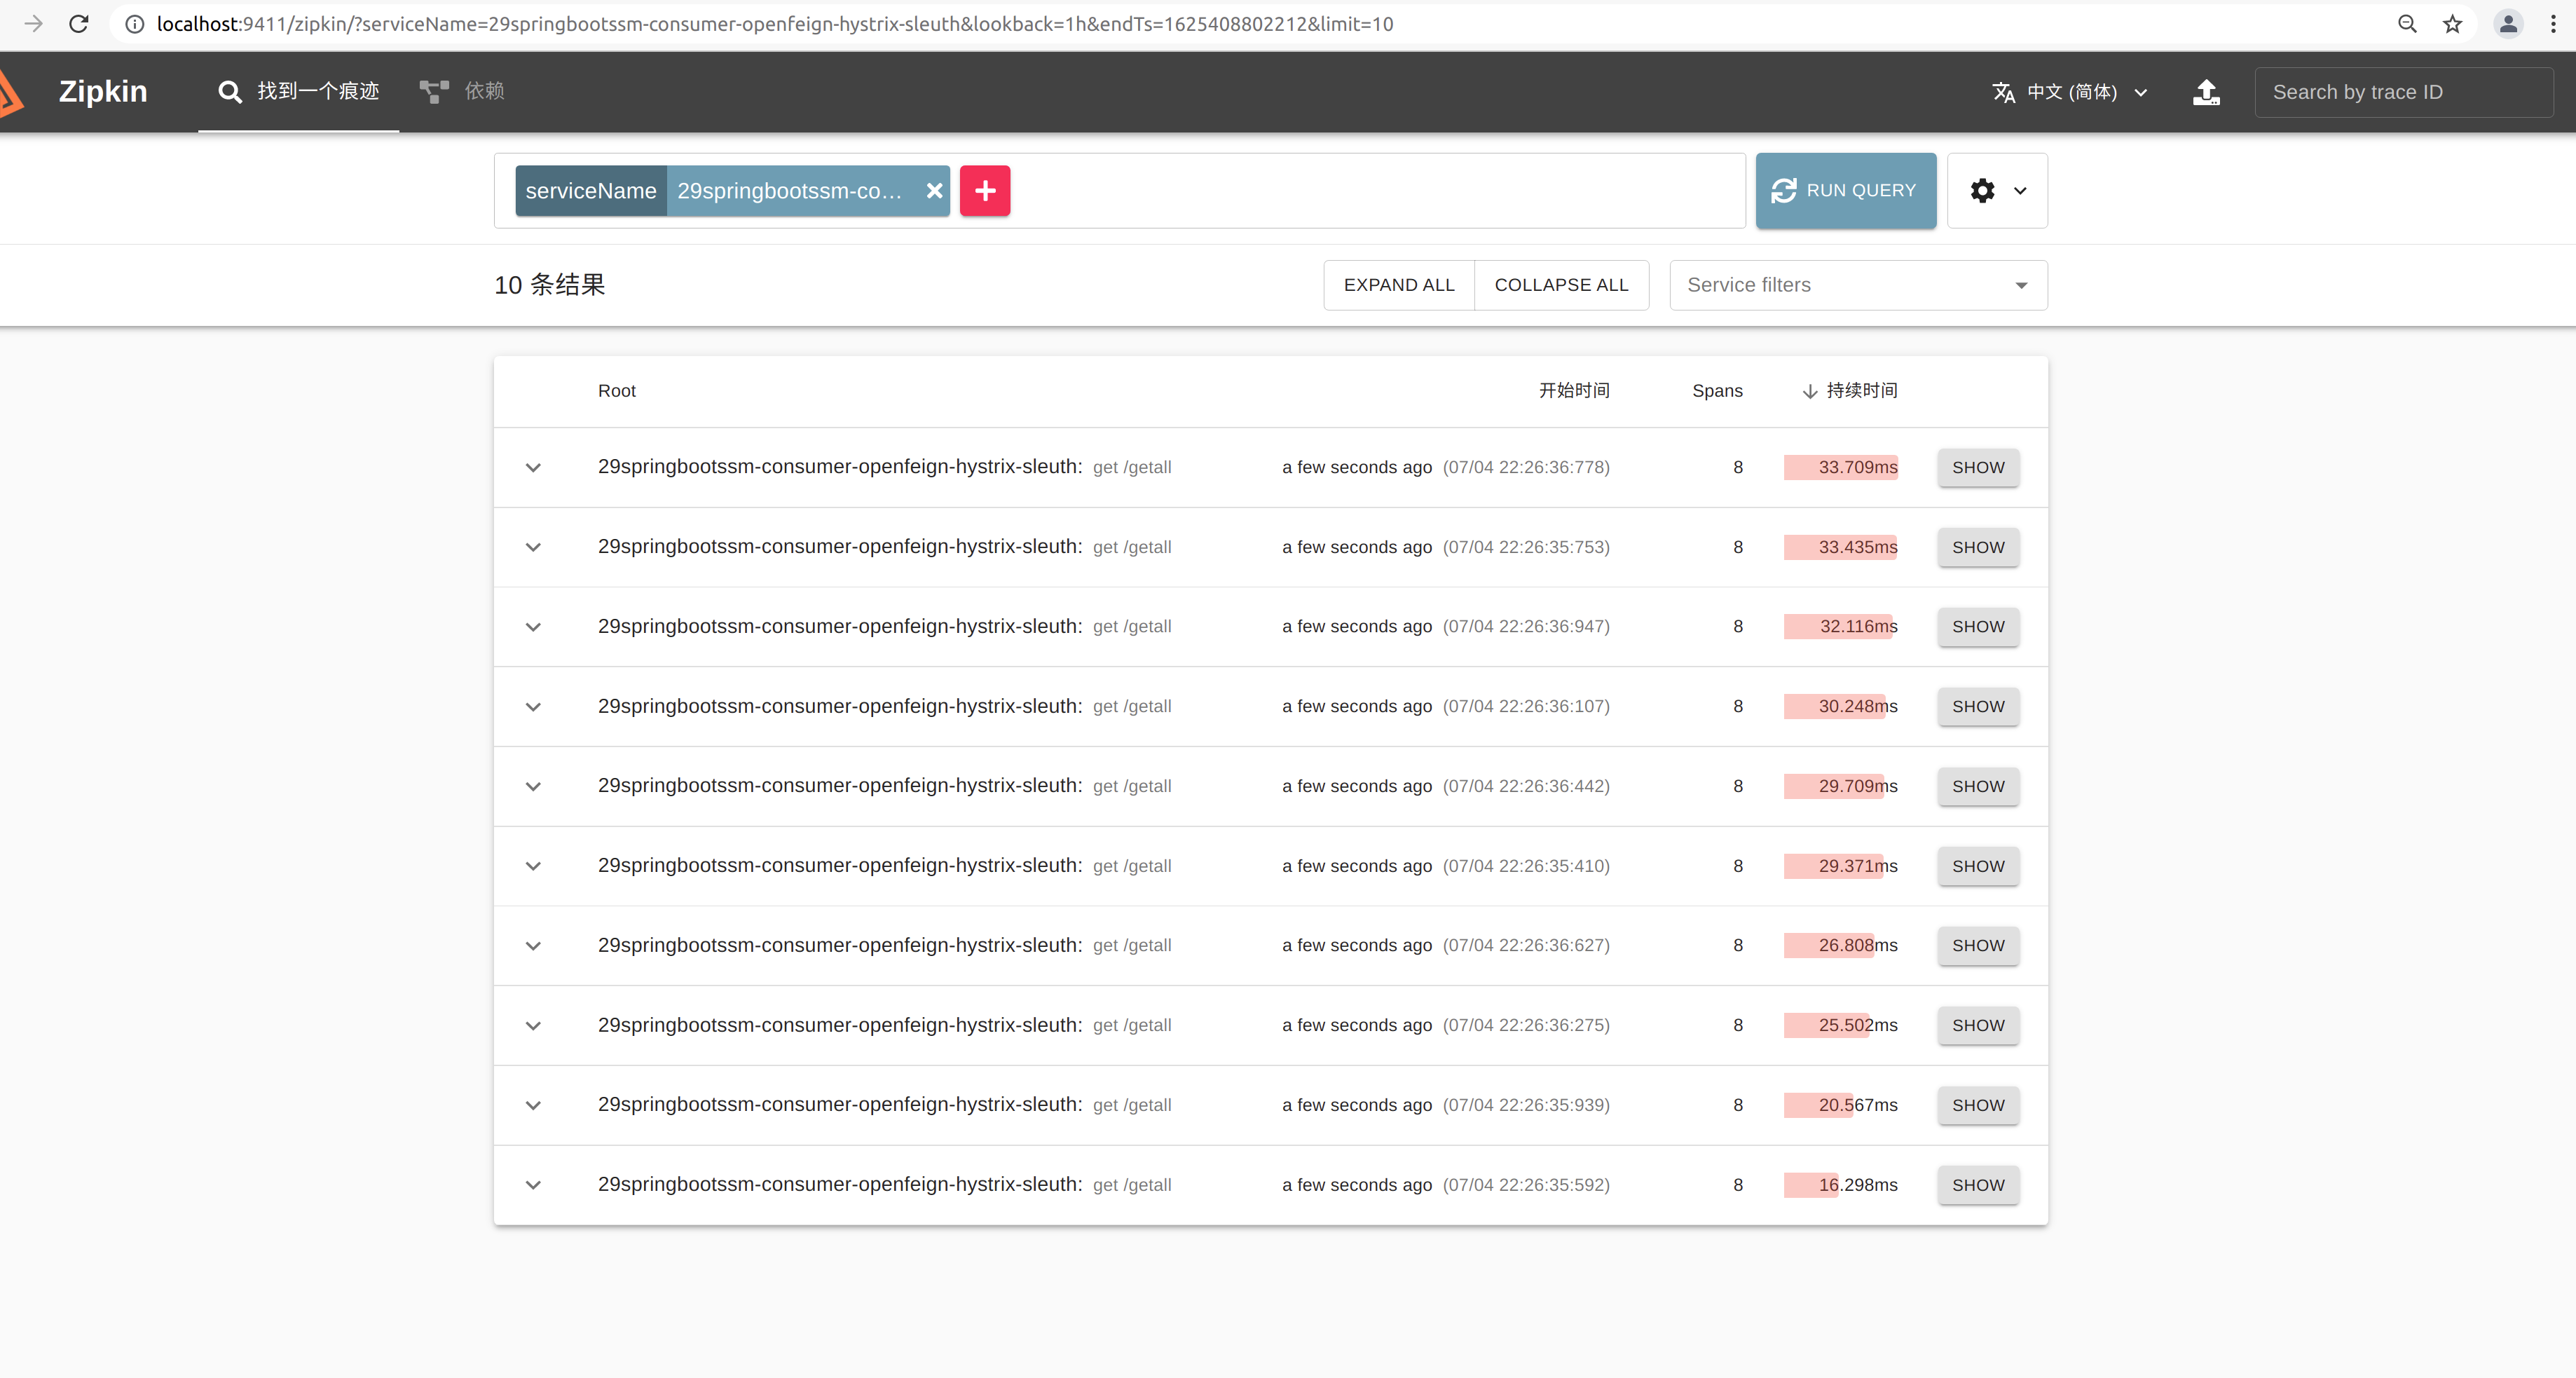 localhost:9411/zipkin/?serviceName=29springbootssm-consumer-openfeign-hystrix-sleuth&lookback=1h&endTs=1625408802212&limit=10
Zipkin 找到一个痕迹 依赖 中文 (简体) Search by trace ID
serviceName 29springbootssm-co... RUN QUERY
10 条结果 EXPAND ALL COLLAPSE ALL Service filters
Root 开始时间 Spans 持续时间
29springbootssm-consumer-openfeign-hystrix-sleuth: get /getall a few seconds ago (07/04 22:26:36:778) 8 33.709ms SHOW
29springbootssm-consumer-openfeign-hystrix-sleuth: get /getall a few seconds ago (07/04 22:26:35:753) 8 33.435ms SHOW
29springbootssm-consumer-openfeign-hystrix-sleuth: get /getall a few seconds ago (07/04 22:26:36:947) 8 32.116ms SHOW
29springbootssm-consumer-openfeign-hystrix-sleuth: get /getall a few seconds ago (07/04 22:26:36:107) 8 30.248ms SHOW
29springbootssm-consumer-openfeign-hystrix-sleuth: get /getall a few seconds ago (07/04 22:26:36:442) 8 29.709ms SHOW
29springbootssm-consumer-openfeign-hystrix-sleuth: get /getall a few seconds ago (07/04 22:26:35:410) 8 29.371ms SHOW
29springbootssm-consumer-openfeign-hystrix-sleuth: get /getall a few seconds ago (07/04 22:26:36:627) 8 26.808ms SHOW
29springbootssm-consumer-openfeign-hystrix-sleuth: get /getall a few seconds ago (07/04 22:26:36:275) 8 25.502ms SHOW
29springbootssm-consumer-openfeign-hystrix-sleuth: get /getall a few seconds ago (07/04 22:26:35:939) 8 20.567ms SHOW
29springbootssm-consumer-openfeign-hystrix-sleuth: get /getall a few seconds ago (07/04 22:26:35:592) 8 16.298ms SHOW